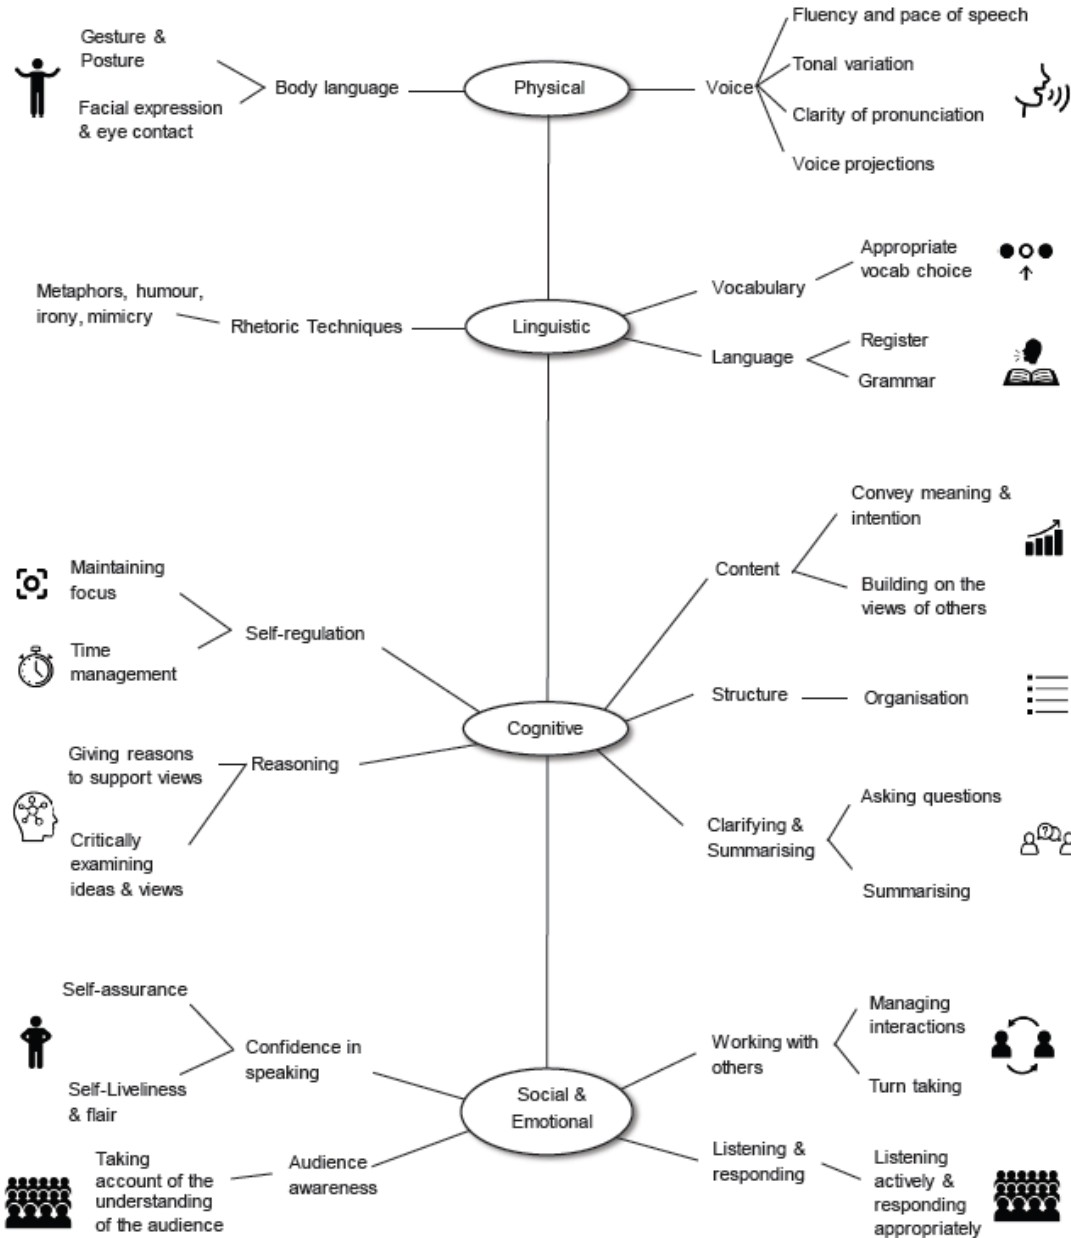 Gesture &
Posture
Facial expression
& eye contact
Body language
Physical
Voice
Fluency and pace of speech
Tonal variation
Clarity of pronunciation
Voice projections
Metaphors, humour,
irony, mimicry
Rhetoric Techniques
Linguistic
Vocabulary
Appropriate
vocab choice
Language
Register
Grammar
Maintaining
focus
Time
management
Self-regulation
Giving reasons
to support views
Critically
examining
ideas & views
Reasoning
Cognitive
Content
Convey meaning &
intention
Building on the
views of others
Structure
Organisation
Clarifying &
Summarising
Asking questions
?
Summarising
Self-assurance
Self-Liveliness
& flair
Confidence in
speaking
Taking
account of the
understanding
of the audience
Audience
awareness
Social &
Emotional
Working with
others
Managing
interactions
Turn taking
Listening &
responding
Listening
actively &
responding
appropriately